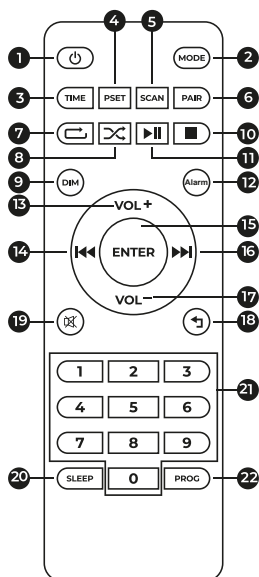 4 5
1 MODE 2
3 TIME PSET SCAN PAIR 6
7 10
8 11
9 DIM Alarm 12
13 VOL+
15
14 ENTER 16
VOL- 17
19 18
1 2 3 21
4 5 6
7 8 9
20 SLEEP 0 PROG 22